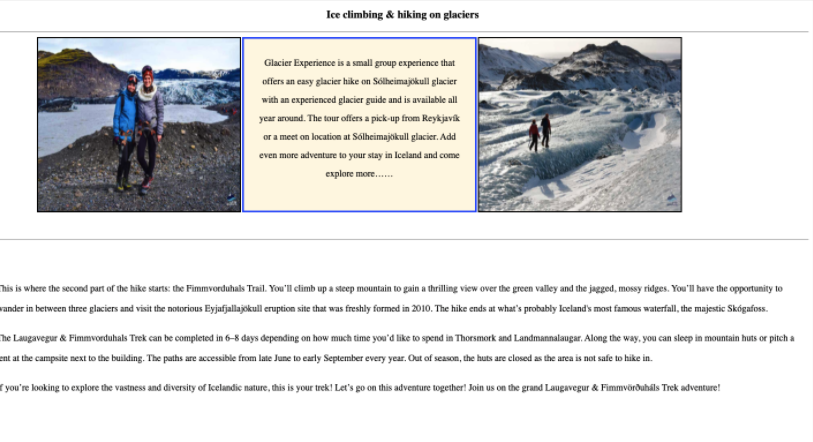 Ice climbing & hiking on glaciers
Glacier Experience is a small group experience that
offers an easy glacier hike on Sólheimajökull glacier
with an experienced glacier guide and is available all
year around. The tour offers a pick-up from Reykjavík
or a meet on location at Sólheimajökull glacier. Add
even more adventure to your stay in Iceland and come
explore more……
This is where the second part of the hike starts: the Fimmvorduhals Trail. You’ll climb up a steep mountain to gain a thrilling view over the green valley and the jagged, mossy ridges. You’ll have the opportunity to
wander in between three glaciers and visit the notorious Eyjafjallajökull eruption site that was freshly formed in 2010. The hike ends at what’s probably Iceland's most famous waterfall, the majestic Skógafoss.
The Laugavegur & Fimmvorduhals Trek can be completed in 6–8 days depending on how much time you’d like to spend in Thorsmork and Landmannalaugar. Along the way, you can sleep in mountain huts or pitch a
ent at the campsite next to the building. The paths are accessible from late June to early September every year. Out of season, the huts are closed as the area is not safe to hike in.
f you’re looking to explore the vastness and diversity of Icelandic nature, this is your trek! Let’s go on this adventure together! Join us on the grand Laugavegur & Fimmvörðuháls Trek adventure!